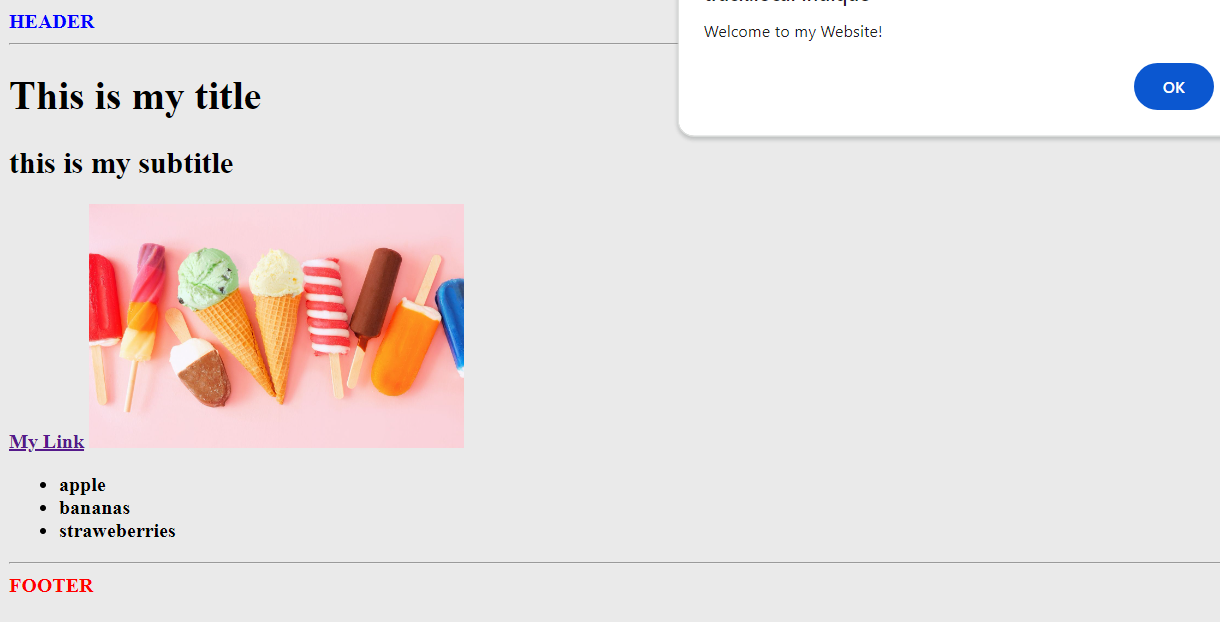 HEADER
Welcome to my Website!
OK
This is my title
this is my subtitle
My Link
apple
bananas
straweberries
FOOTER